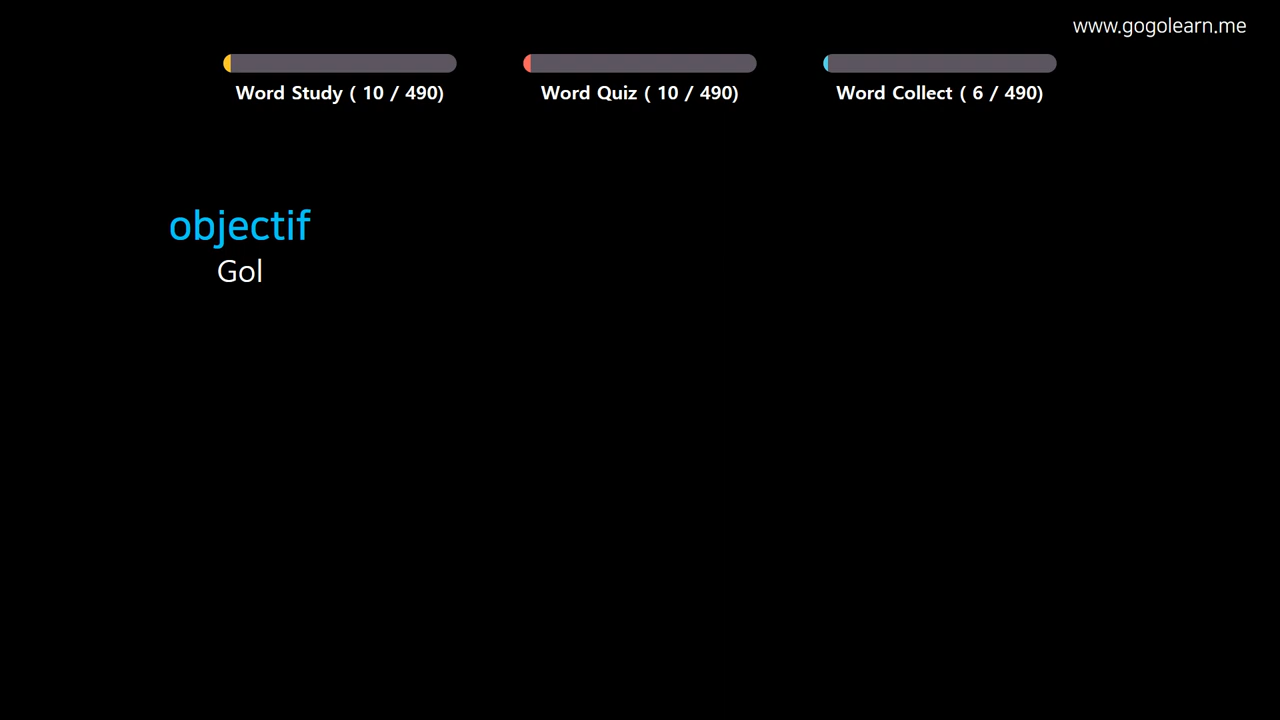 www.gogolearn.me
Word Study ( 10 / 490)
Word Quiz ( 10 / 490)
Word Collect ( 6 / 490)
objectif
Gol